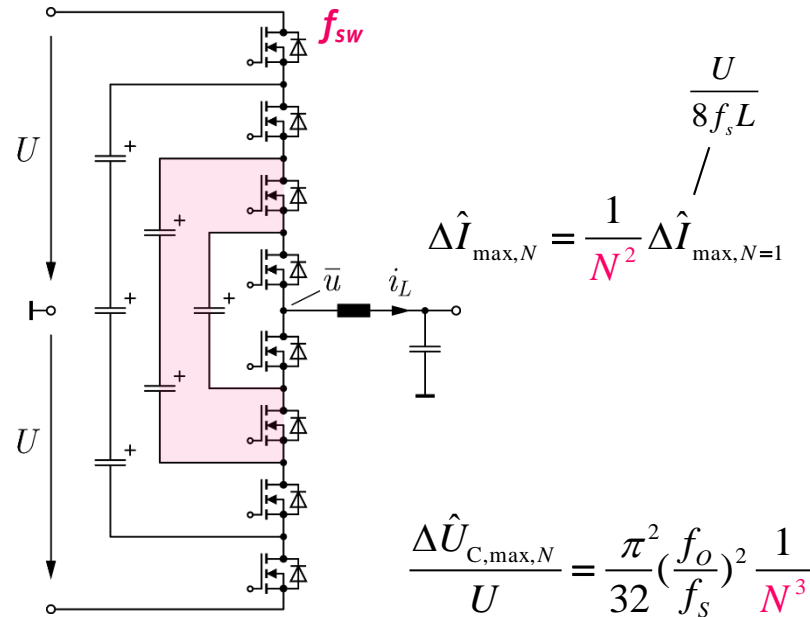 f_sw
U
+
+
+
+
+
+
U
ū
i_L
U / 8 f_s L
ΔÎ_max,N = 1/N² ΔÎ_max,N=1
ΔÛ_C,max,N / U = π²/32 (f_O/f_S)² 1/N³